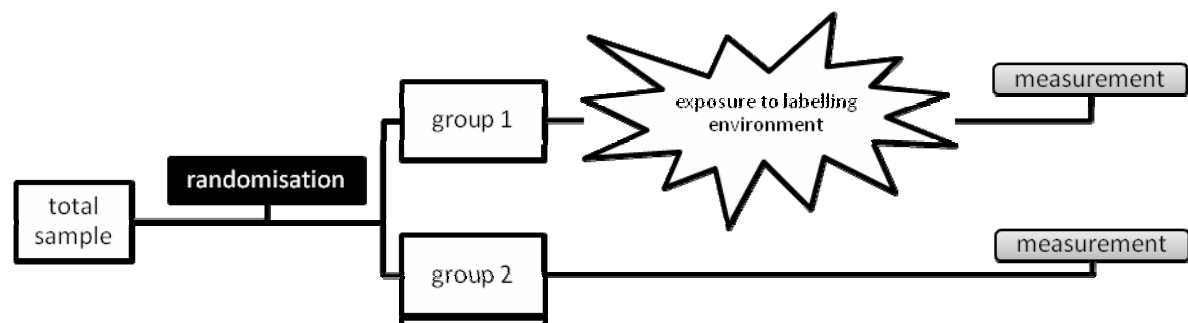 total
sample
randomisation
group 1
exposure to labelling
environment
measurement
group 2
measurement